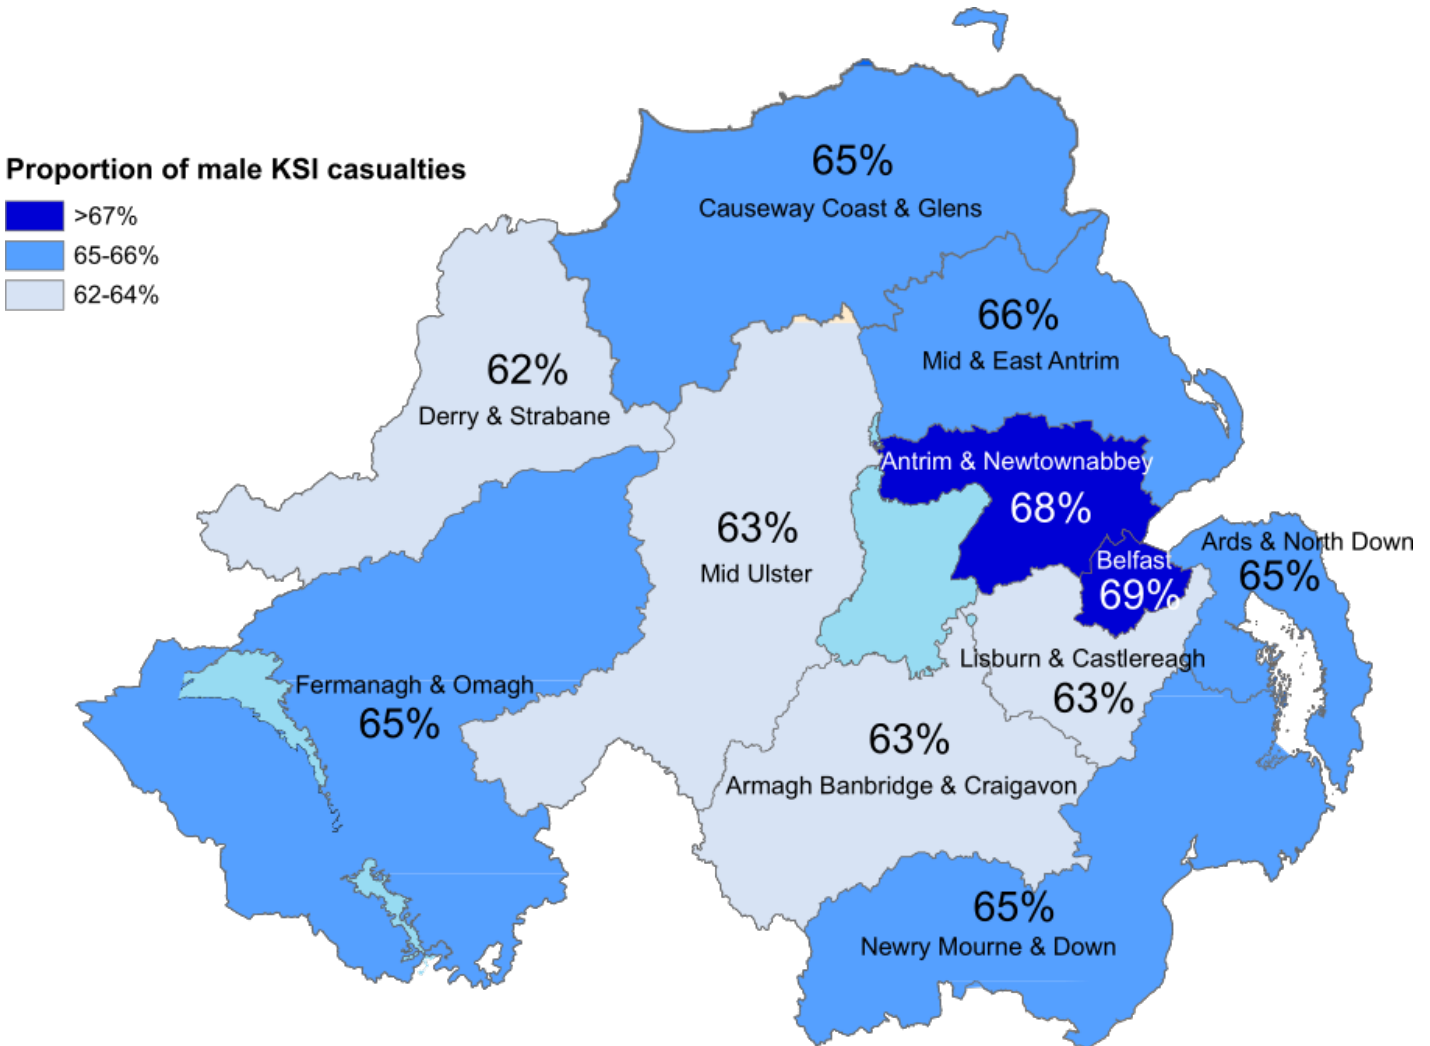 Proportion of male KSI casualties
>67%
65-66%
62-64%
65%
Causeway Coast & Glens
66%
Mid & East Antrim
62%
Derry & Strabane
Antrim & Newtownabbey
68%
63%
Mid Ulster
Belfast
69%
Ards & North Down
65%
Lisburn & Castlereagh
63%
Fermanagh & Omagh
65%
63%
Armagh Banbridge & Craigavon
65%
Newry Mourne & Down